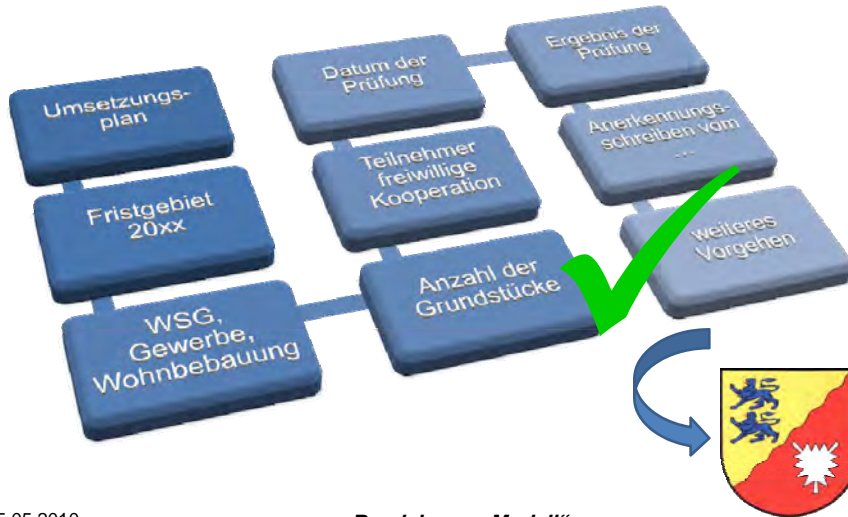 Umsetzungs-
plan
Fristgebiet
20xx
WSG,
Gewerbe,
Wohnbebauung
Anzahl der
Grundstücke
Teilnehmer
freiwillige
Kooperation
Datum der
Prüfung
Ergebnis der
Prüfung
Anerkennungs-
schreiben vom
...
weiteres
Vorgehen